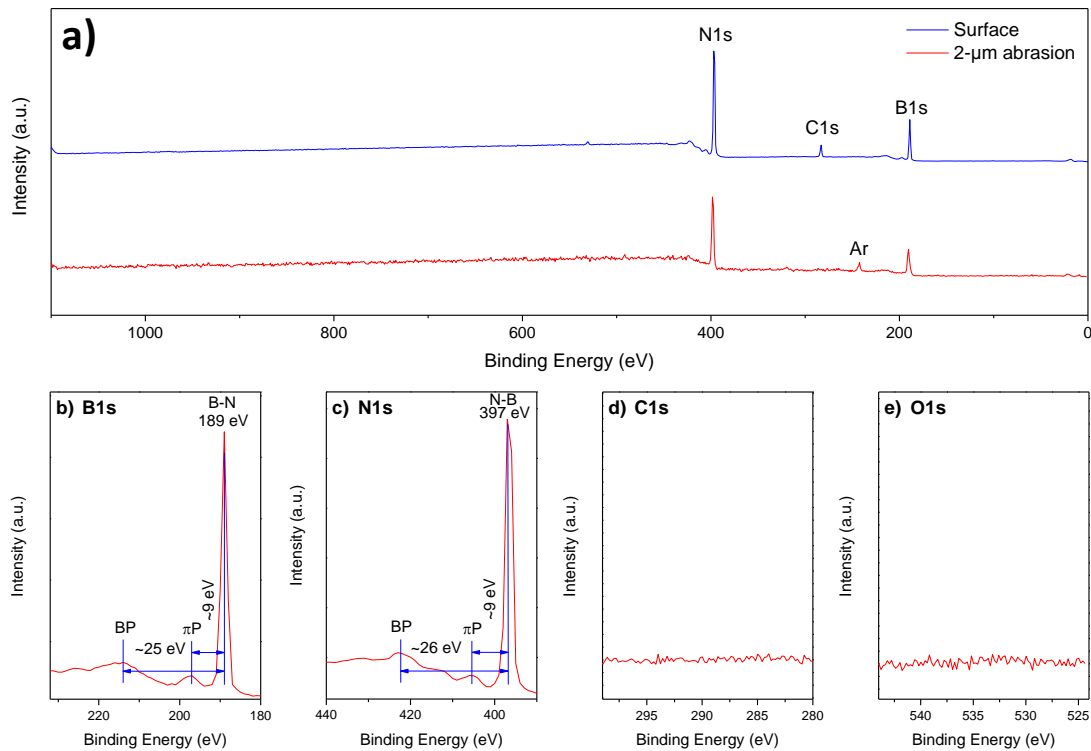 a)
Surface
2-µm abrasion
N1s
C1s
B1s
Ar
Intensity (a.u.)
1000
800
600
400
200
0
Binding Energy (eV)
b) B1s
B-N
189 eV
~9 eV
BP
πP
~25 eV
Intensity (a.u.)
220
200
180
Binding Energy (eV)
c) N1s
N-B
397 eV
~9 eV
BP
πP
~26 eV
Intensity (a.u.)
440
420
400
Binding Energy (eV)
d) C1s
Intensity (a.u.)
295
290
285
280
Binding Energy (eV)
e) O1s
Intensity (a.u.)
540
535
530
525
Binding Energy (eV)